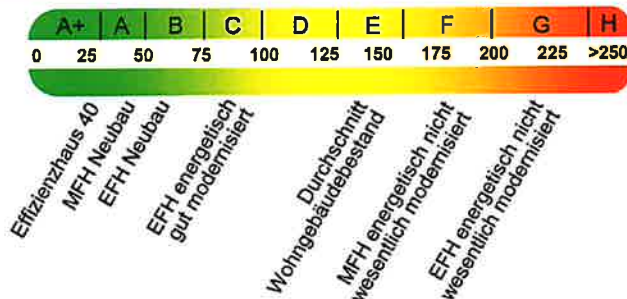 A+ A B C D E F G H
0 25 50 75 100 125 150 175 200 225 >250
Effizienzhaus 40
MFH Neubau
EFH Neubau
EFH energetisch
gut modernisiert
Durchschnitt
Wohngebäudebestand
MFH energetisch nicht
wesentlich modernisiert
EFH energetisch nicht
wesentlich modernisiert